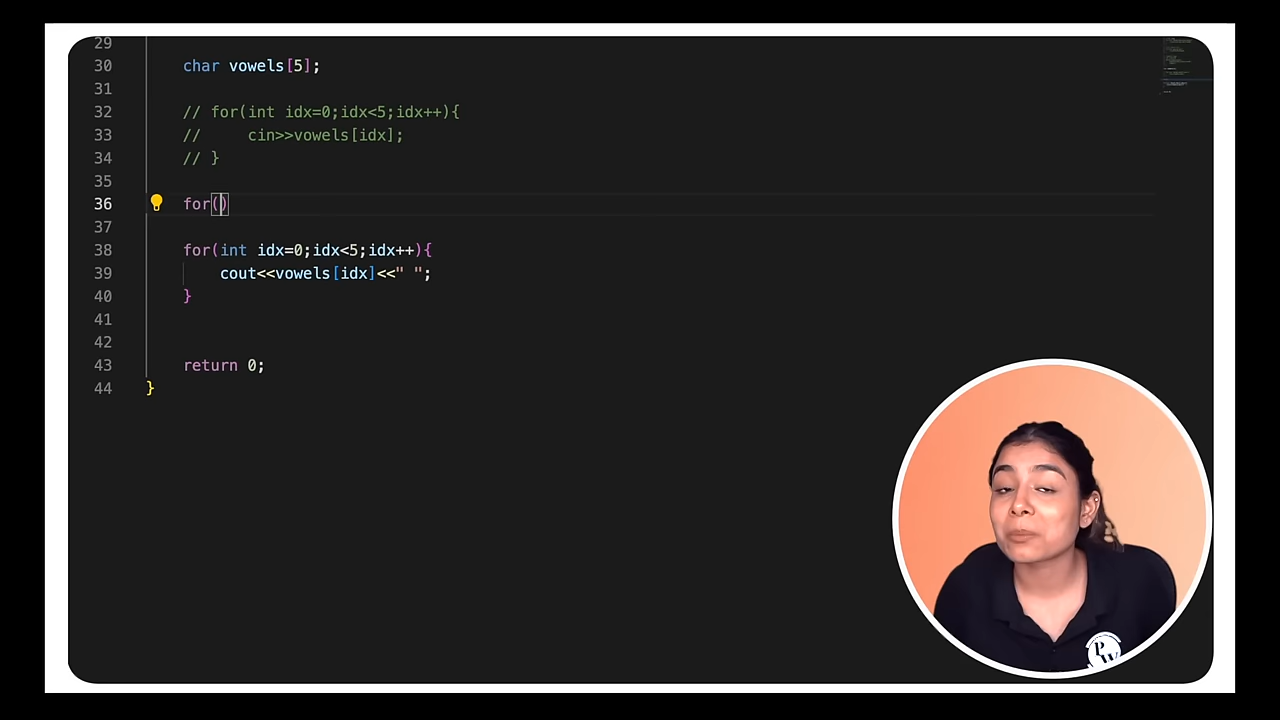 29
30 char vowels[5];
31
32 // for(int idx=0;idx<5;idx++){
33 //     cin>>vowels[idx];
34 // }
35
36 for()
37
38 for(int idx=0;idx<5;idx++){
39     cout<<vowels[idx]<<" ";
40 }
41
42
43 return 0;
44 }
PW